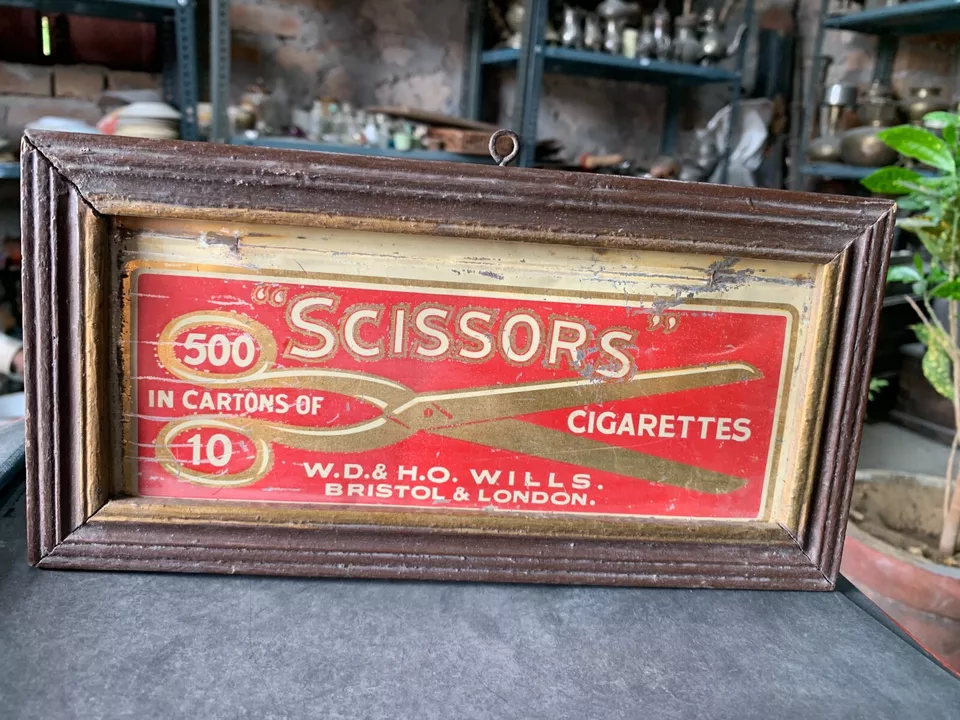 "SCISSORS"
500
IN CARTONS OF
10
CIGARETTES
W.D.& H.O. WILLS.
BRISTOL & LONDON.